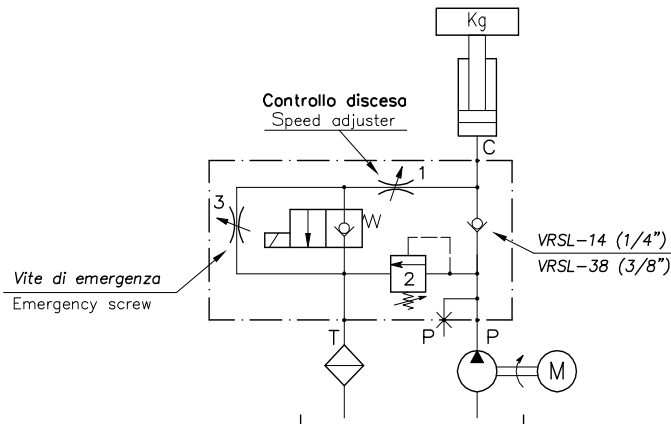 Kg
Controllo discesa
Speed adjuster
C
1
3
VRSL-14 (1/4")
VRSL-38 (3/8")
2
Vite di emergenza
Emergency screw
T
P
P
M